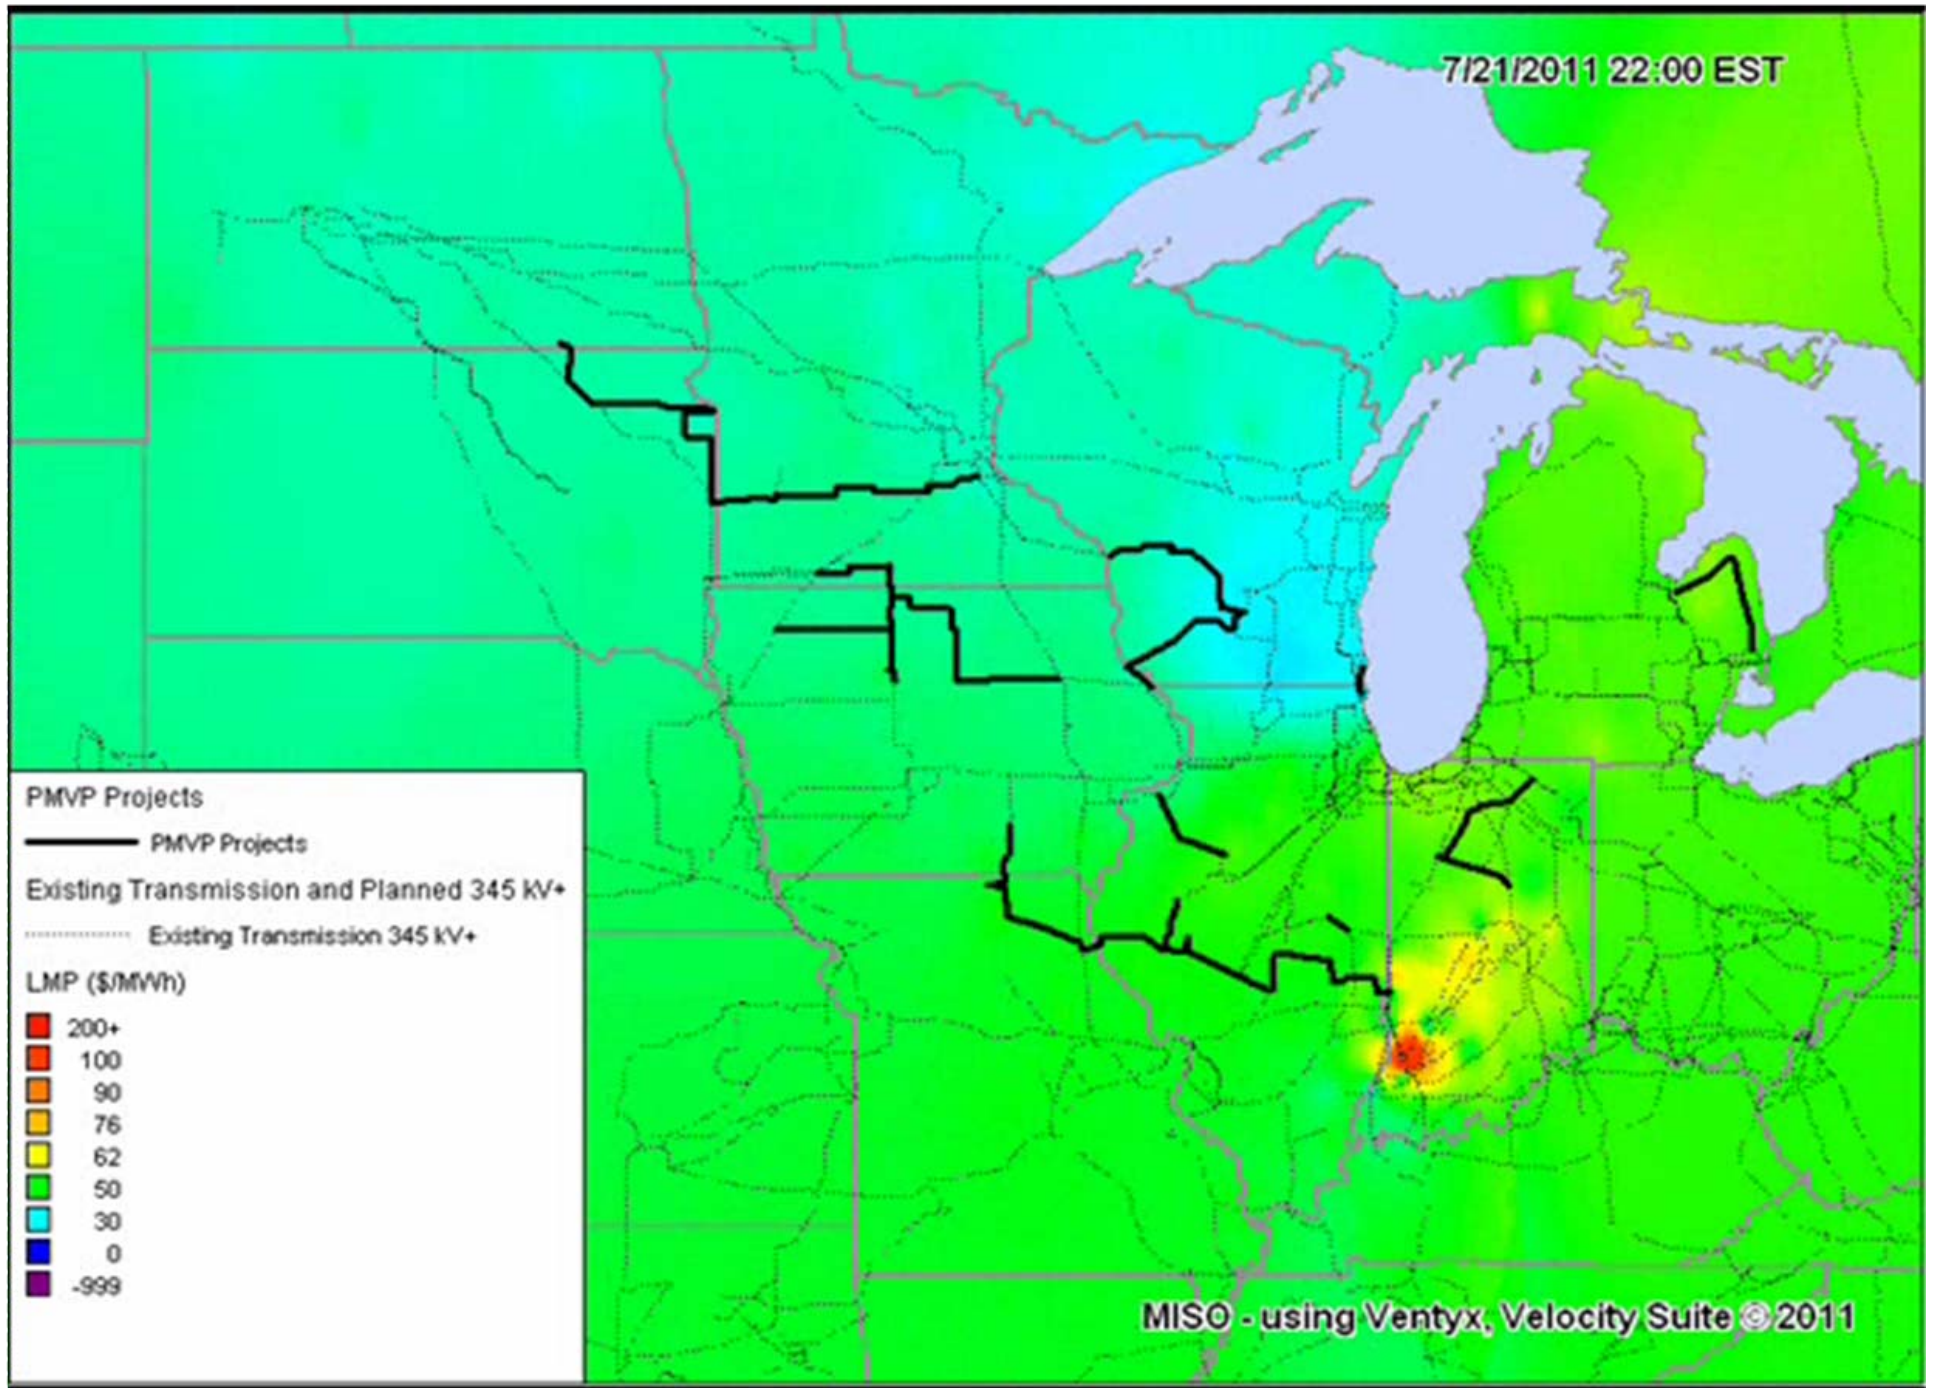 7/21/2011 22:00 EST
PMVP Projects
PMVP Projects
Existing Transmission and Planned 345 kV+
Existing Transmission 345 kV+
LMP ($/MWh)
200+
100
90
76
62
50
30
0
-999
MISO - using Ventyx, Velocity Suite © 2011